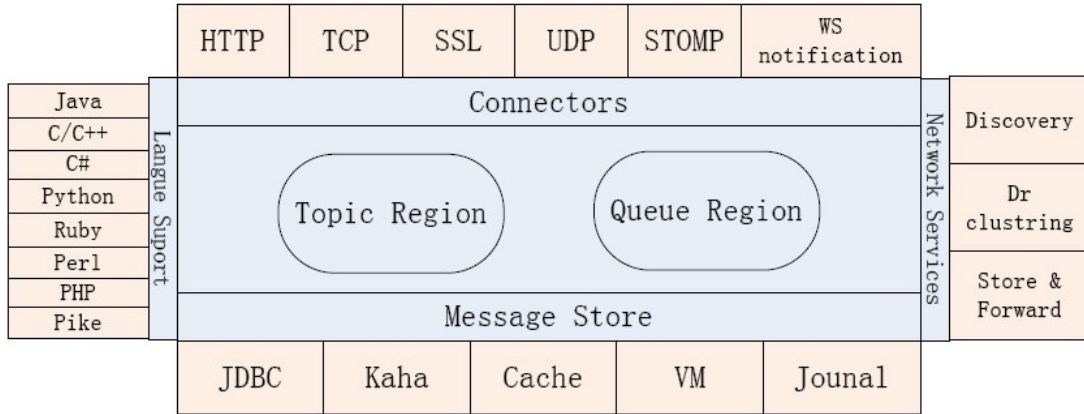 HTTP
TCP
SSL
UDP
STOMP
WS
notification
Connectors
Java
C/C++
C#
Python
Ruby
Perl
PHP
Pike
Langue Suport
Topic Region
Queue Region
Network Services
Discovery
Dr
clustring
Store &
Forward
Message Store
JDBC
Kaha
Cache
VM
Jounal